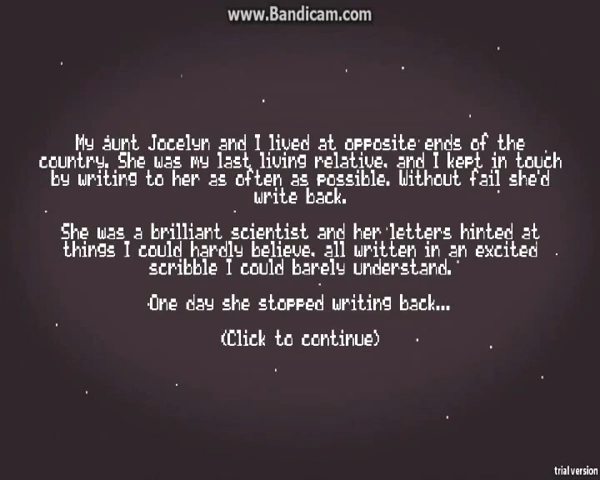 www.Bandicam.com
My aunt Jocelyn and I lived at opposite ends of the
country. She was my last living relative, and I kept in touch
by writing to her as often as possible. Without fail she'd
write back.
She was a brilliant scientist and her letters hinted at
things I could hardly believe, all written in an excited
scribble I could barely understand.
One day she stopped writing back...
(Click to continue)
trial version